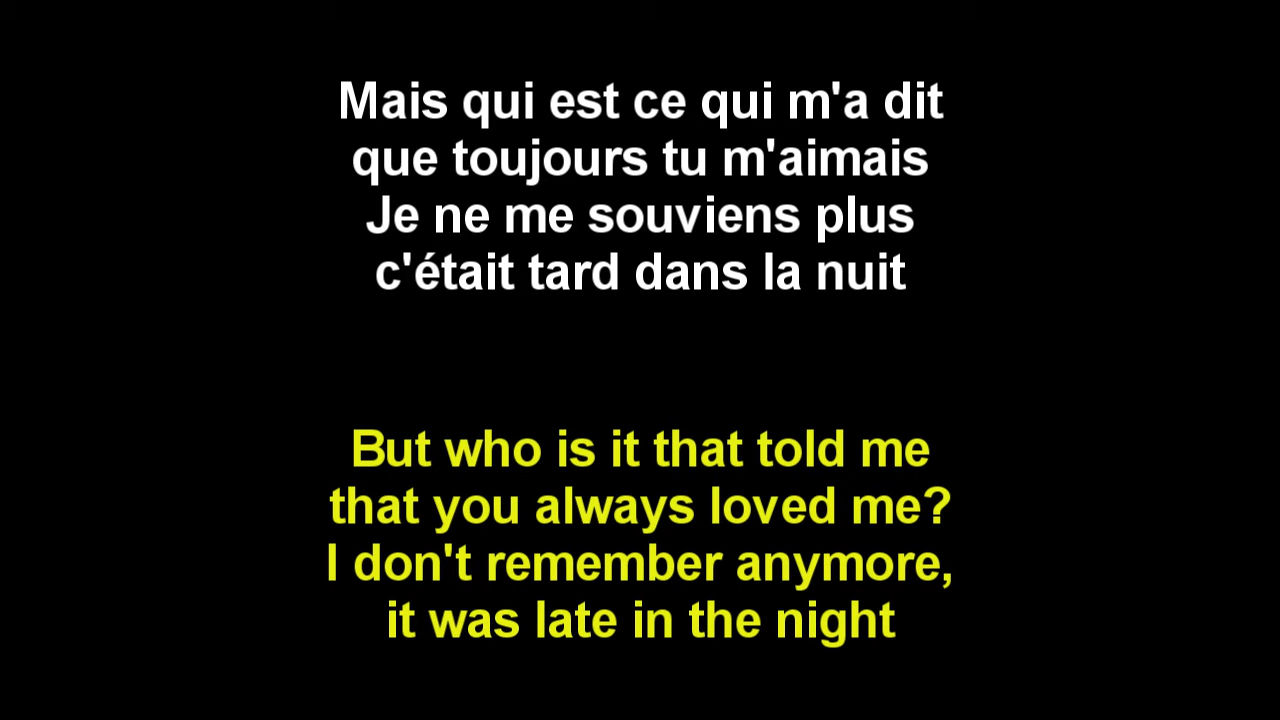 Mais qui est ce qui m'a dit
que toujours tu m'aimais
Je ne me souviens plus
c'était tard dans la nuit
But who is it that told me
that you always loved me?
I don't remember anymore,
it was late in the night